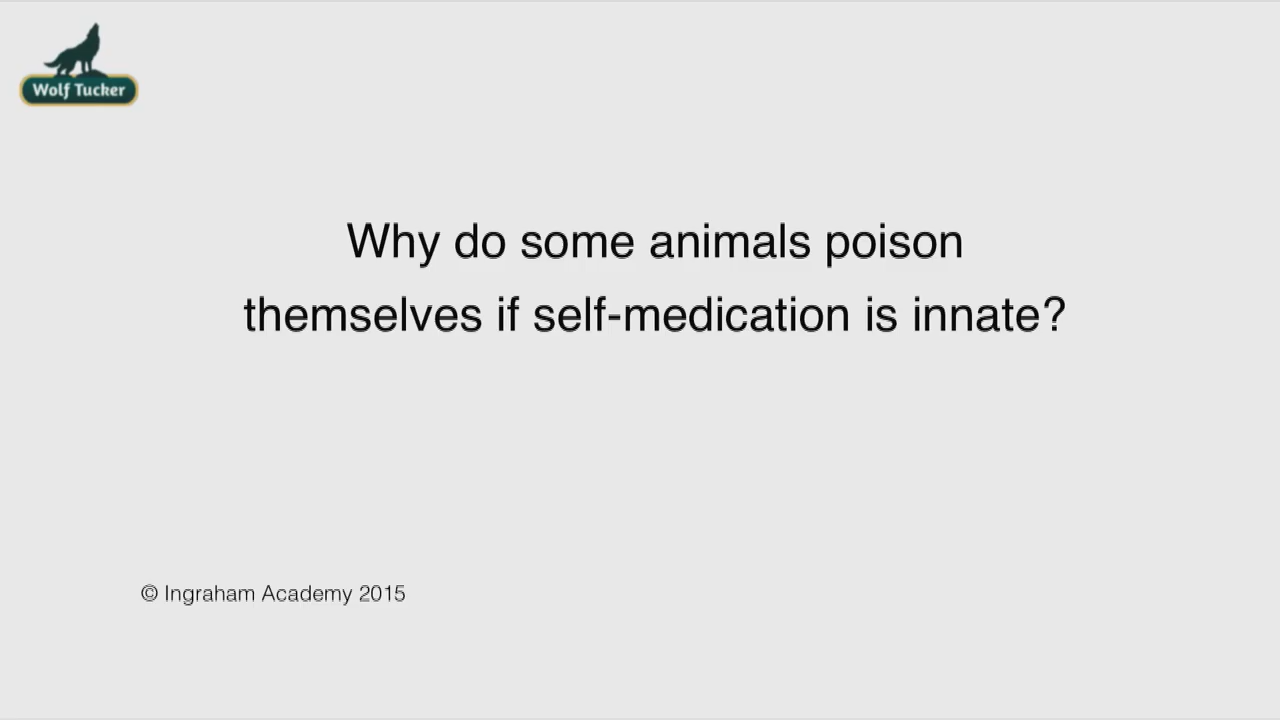 Wolf Tucker
Why do some animals poison
themselves if self-medication is innate?
© Ingraham Academy 2015